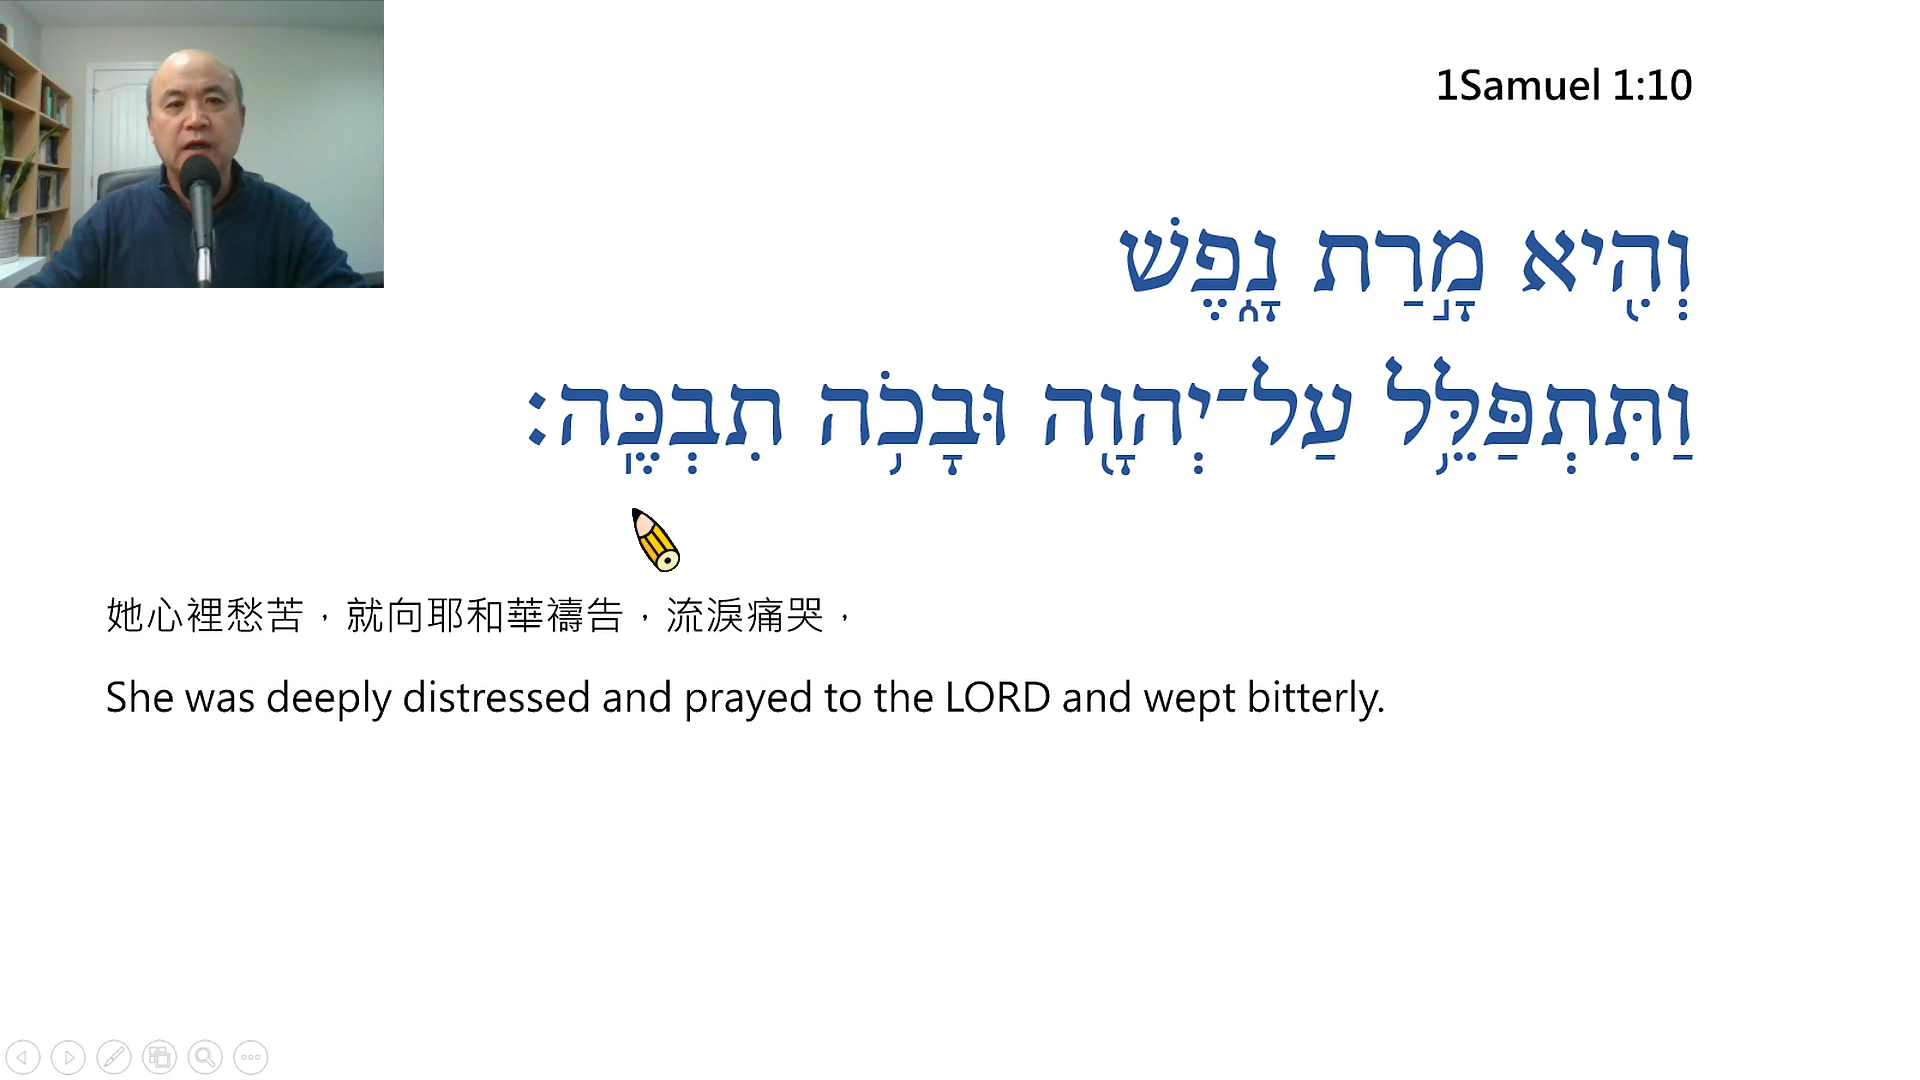 1Samuel 1:10
וְהִ֖יא מָ֣רַת נָ֑פֶשׁ
וַתִּתְפַּלֵּ֥ל עַל־יְהוָ֖ה וּבָכֹ֥ה תִבְכֶּֽה׃
她心裡愁苦，就向耶和華禱告，流淚痛哭，
She was deeply distressed and prayed to the LORD and wept bitterly.